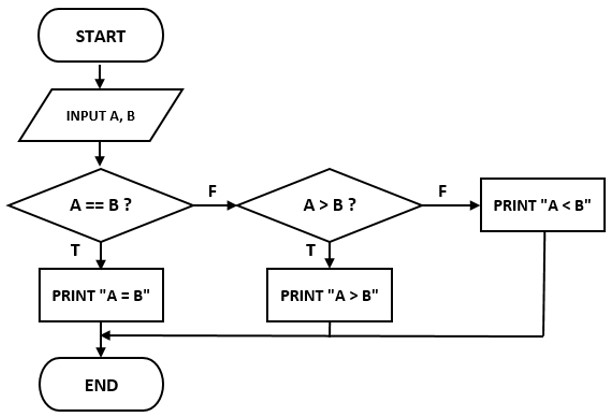 START
INPUT A, B
A == B ?
F
A > B ?
F
PRINT "A < B"
T
T
PRINT "A = B"
PRINT "A > B"
END